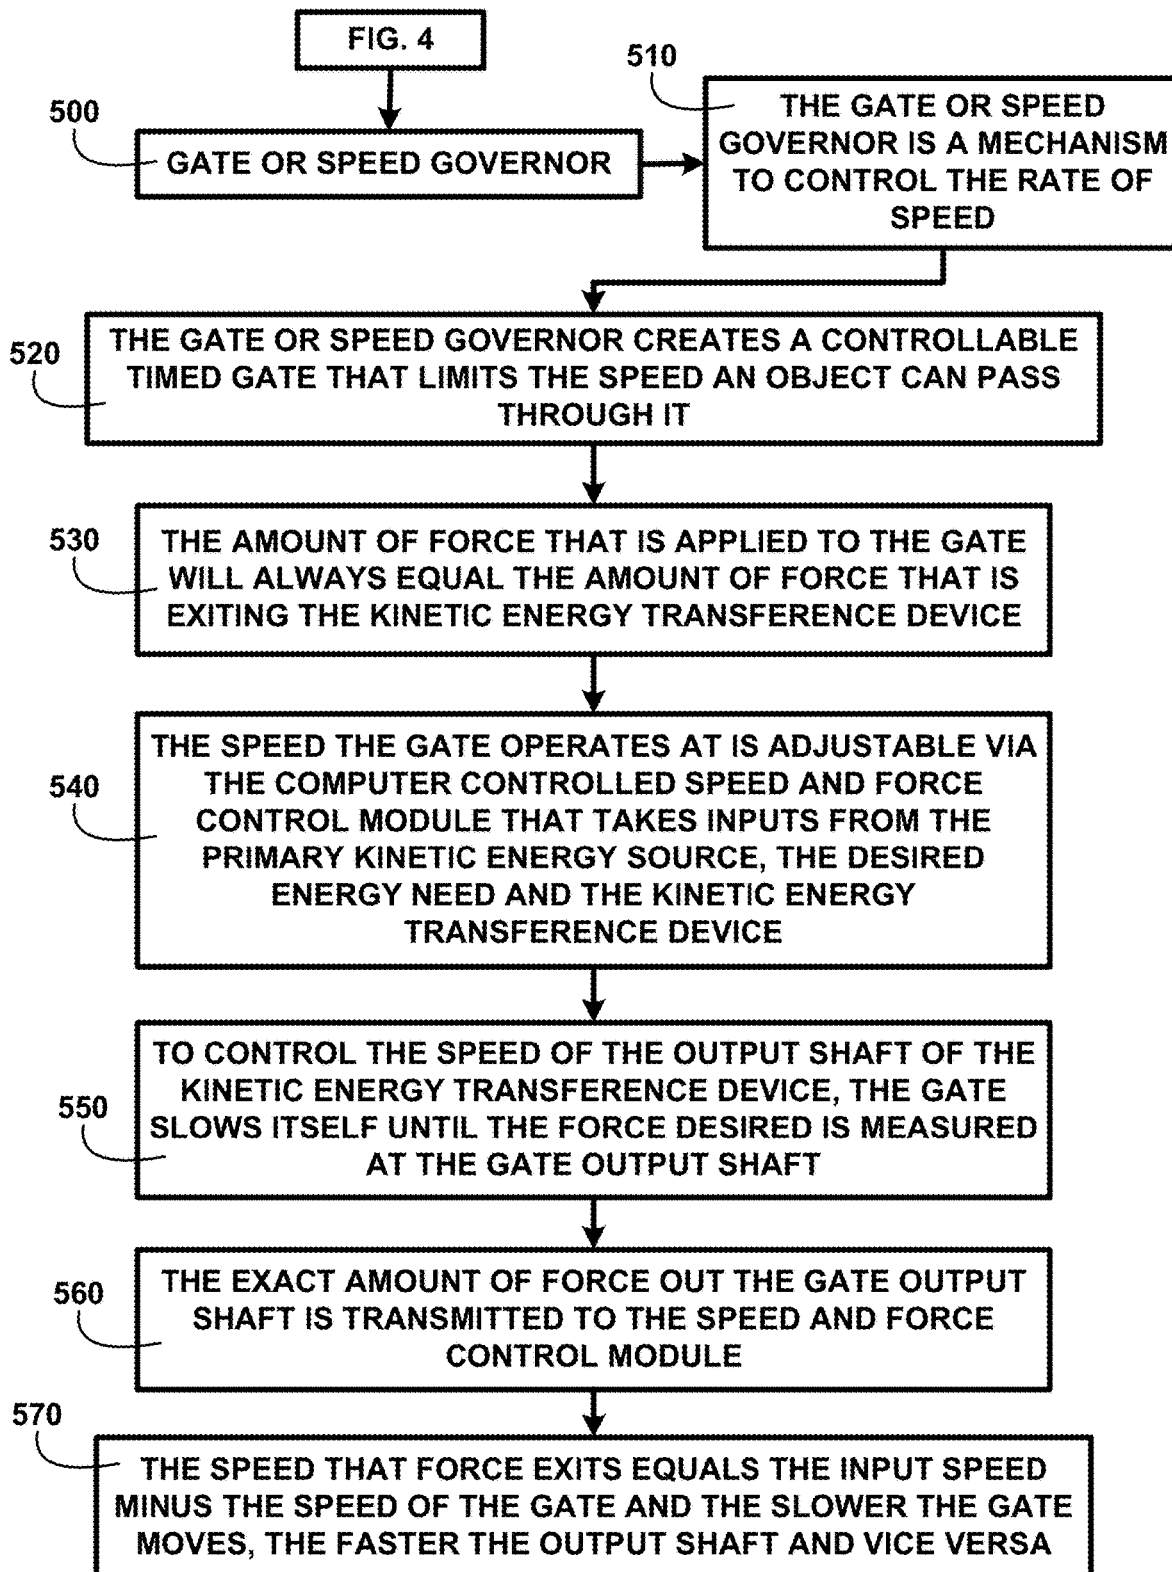 FIG. 4
500
GATE OR SPEED GOVERNOR
510
THE GATE OR SPEED
GOVERNOR IS A MECHANISM
TO CONTROL THE RATE OF
SPEED
520
THE GATE OR SPEED GOVERNOR CREATES A CONTROLLABLE
TIMED GATE THAT LIMITS THE SPEED AN OBJECT CAN PASS
THROUGH IT
530
THE AMOUNT OF FORCE THAT IS APPLIED TO THE GATE
WILL ALWAYS EQUAL THE AMOUNT OF FORCE THAT IS
EXITING THE KINETIC ENERGY TRANSFERENCE DEVICE
540
THE SPEED THE GATE OPERATES AT IS ADJUSTABLE VIA
THE COMPUTER CONTROLLED SPEED AND FORCE
CONTROL MODULE THAT TAKES INPUTS FROM THE
PRIMARY KINETIC ENERGY SOURCE, THE DESIRED
ENERGY NEED AND THE KINETIC ENERGY
TRANSFERENCE DEVICE
550
TO CONTROL THE SPEED OF THE OUTPUT SHAFT OF THE
KINETIC ENERGY TRANSFERENCE DEVICE, THE GATE
SLOWS ITSELF UNTIL THE FORCE DESIRED IS MEASURED
AT THE GATE OUTPUT SHAFT
560
THE EXACT AMOUNT OF FORCE OUT THE GATE OUTPUT
SHAFT IS TRANSMITTED TO THE SPEED AND FORCE
CONTROL MODULE
570
THE SPEED THAT FORCE EXITS EQUALS THE INPUT SPEED
MINUS THE SPEED OF THE GATE AND THE SLOWER THE GATE
MOVES, THE FASTER THE OUTPUT SHAFT AND VICE VERSA